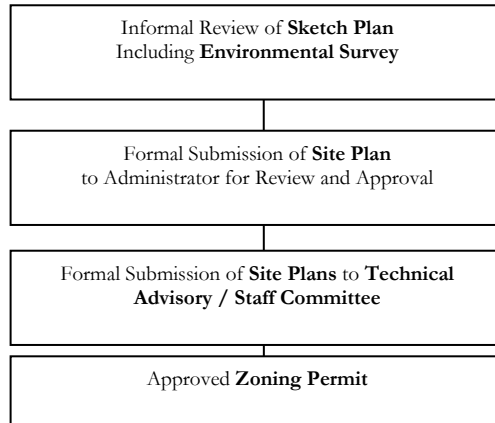 Informal Review of Sketch Plan
Including Environmental Survey
Formal Submission of Site Plan
to Administrator for Review and Approval
Formal Submission of Site Plans to Technical
Advisory / Staff Committee
Approved Zoning Permit